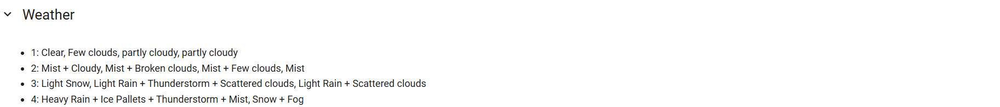 Weather
• 1: Clear, Few clouds, partly cloudy, partly cloudy
• 2: Mist + Cloudy, Mist + Broken clouds, Mist + Few clouds, Mist
• 3: Light Snow, Light Rain + Thunderstorm + Scattered clouds, Light Rain + Scattered clouds
• 4: Heavy Rain + Ice Pallets + Thunderstorm + Mist, Snow + Fog